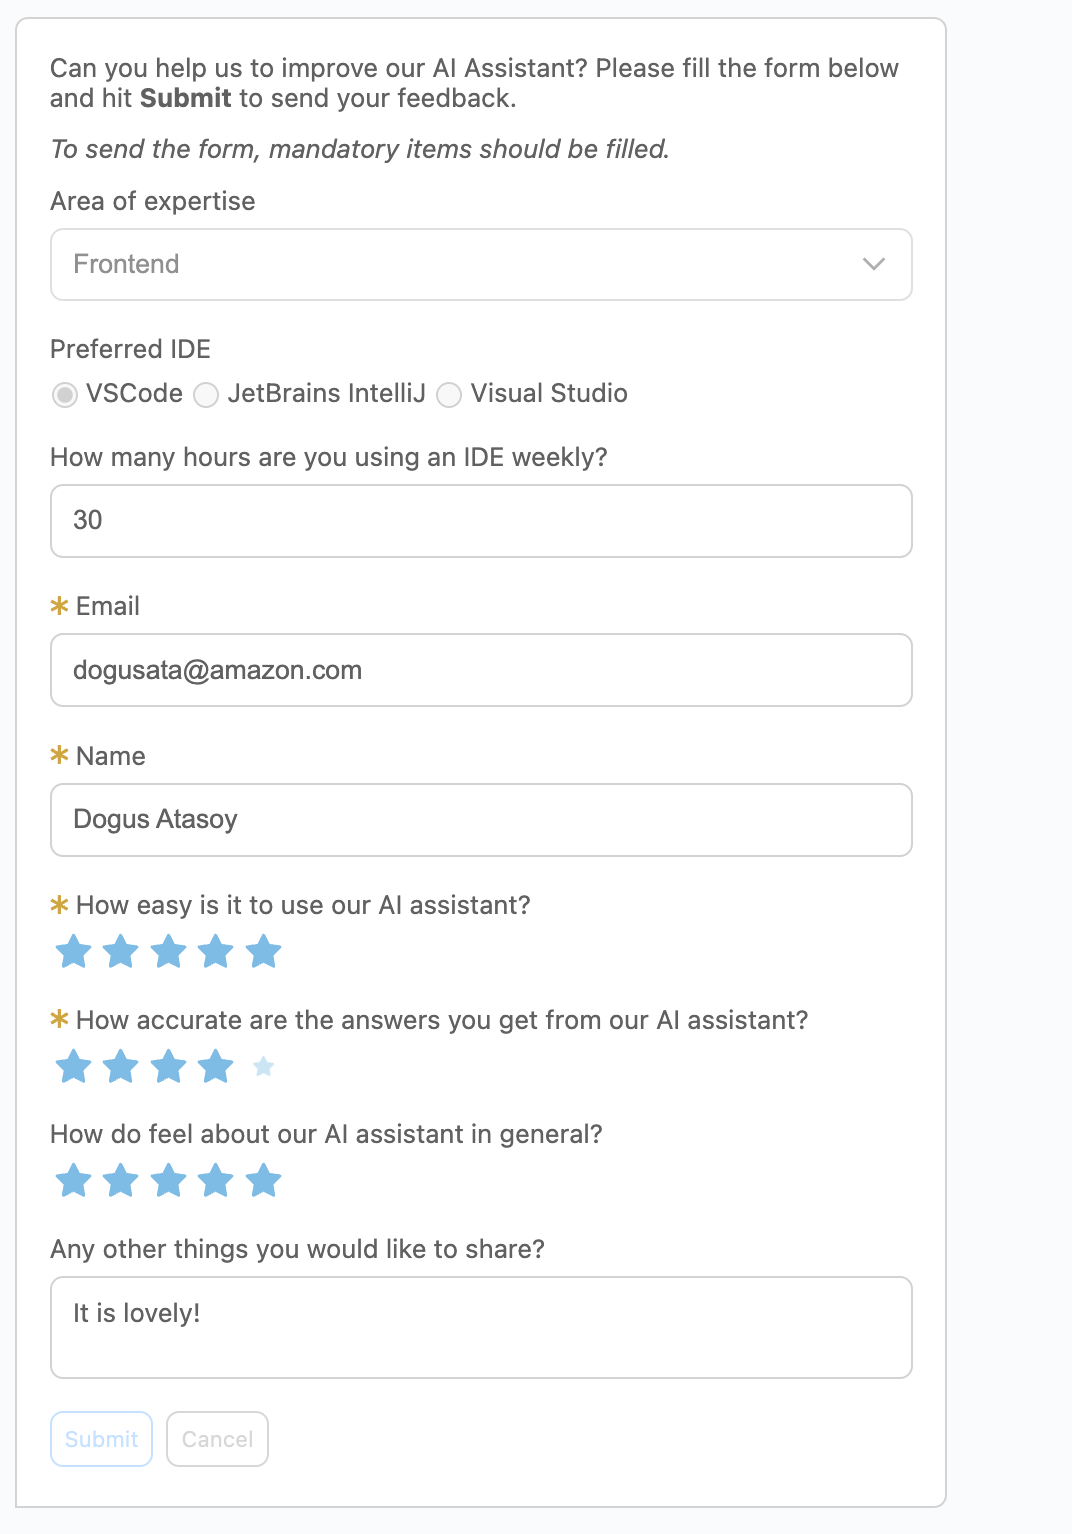 Can you help us to improve our AI Assistant? Please fill the form below
and hit Submit to send your feedback.
To send the form, mandatory items should be filled.
Area of expertise
Frontend
Preferred IDE
VSCode JetBrains IntelliJ Visual Studio
How many hours are you using an IDE weekly?
30
* Email
dogusata@amazon.com
* Name
Dogus Atasoy
* How easy is it to use our AI assistant?
* How accurate are the answers you get from our AI assistant?
How do feel about our AI assistant in general?
Any other things you would like to share?
It is lovely!
Submit Cancel